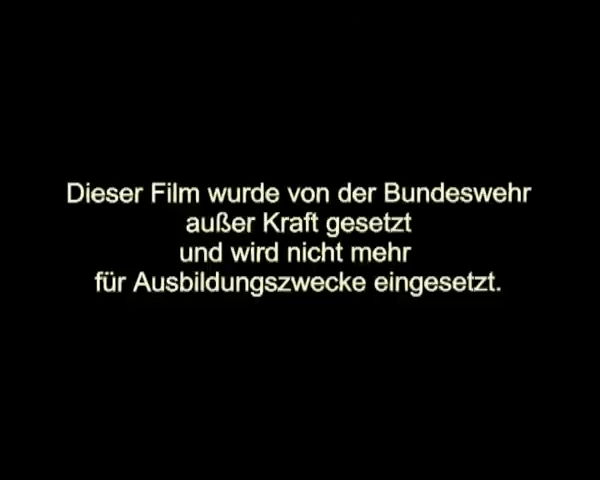 Dieser Film wurde von der Bundeswehr
außer Kraft gesetzt
und wird nicht mehr
für Ausbildungszwecke eingesetzt.